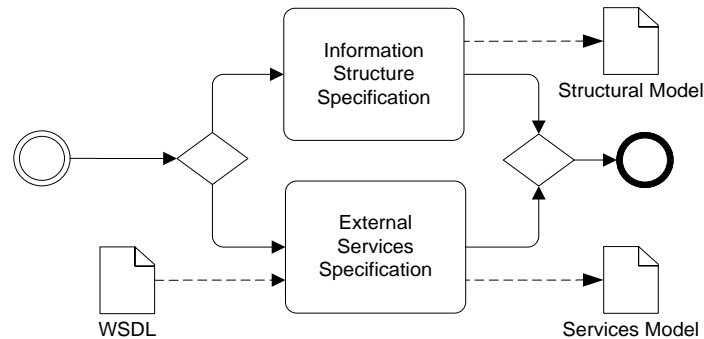 Information
Structure
Specification
Structural Model
External
Services
Specification
WSDL
Services Model